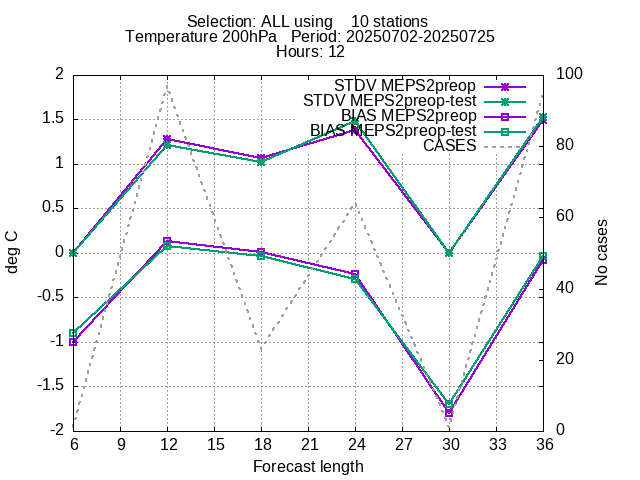 Selection: ALL using    10 stations
Temperature 200hPa   Period: 20250702-20250725
Hours: 12
STDV MEPS2preop
STDV MEPS2preop-test
BIAS MEPS2preop
BIAS MEPS2preop-test
CASES
2
1.5
1
0.5
0
-0.5
-1
-1.5
-2
deg C
100
80
60
40
20
0
No cases
6 9 12 15 18 21 24 27 30 33 36
Forecast length